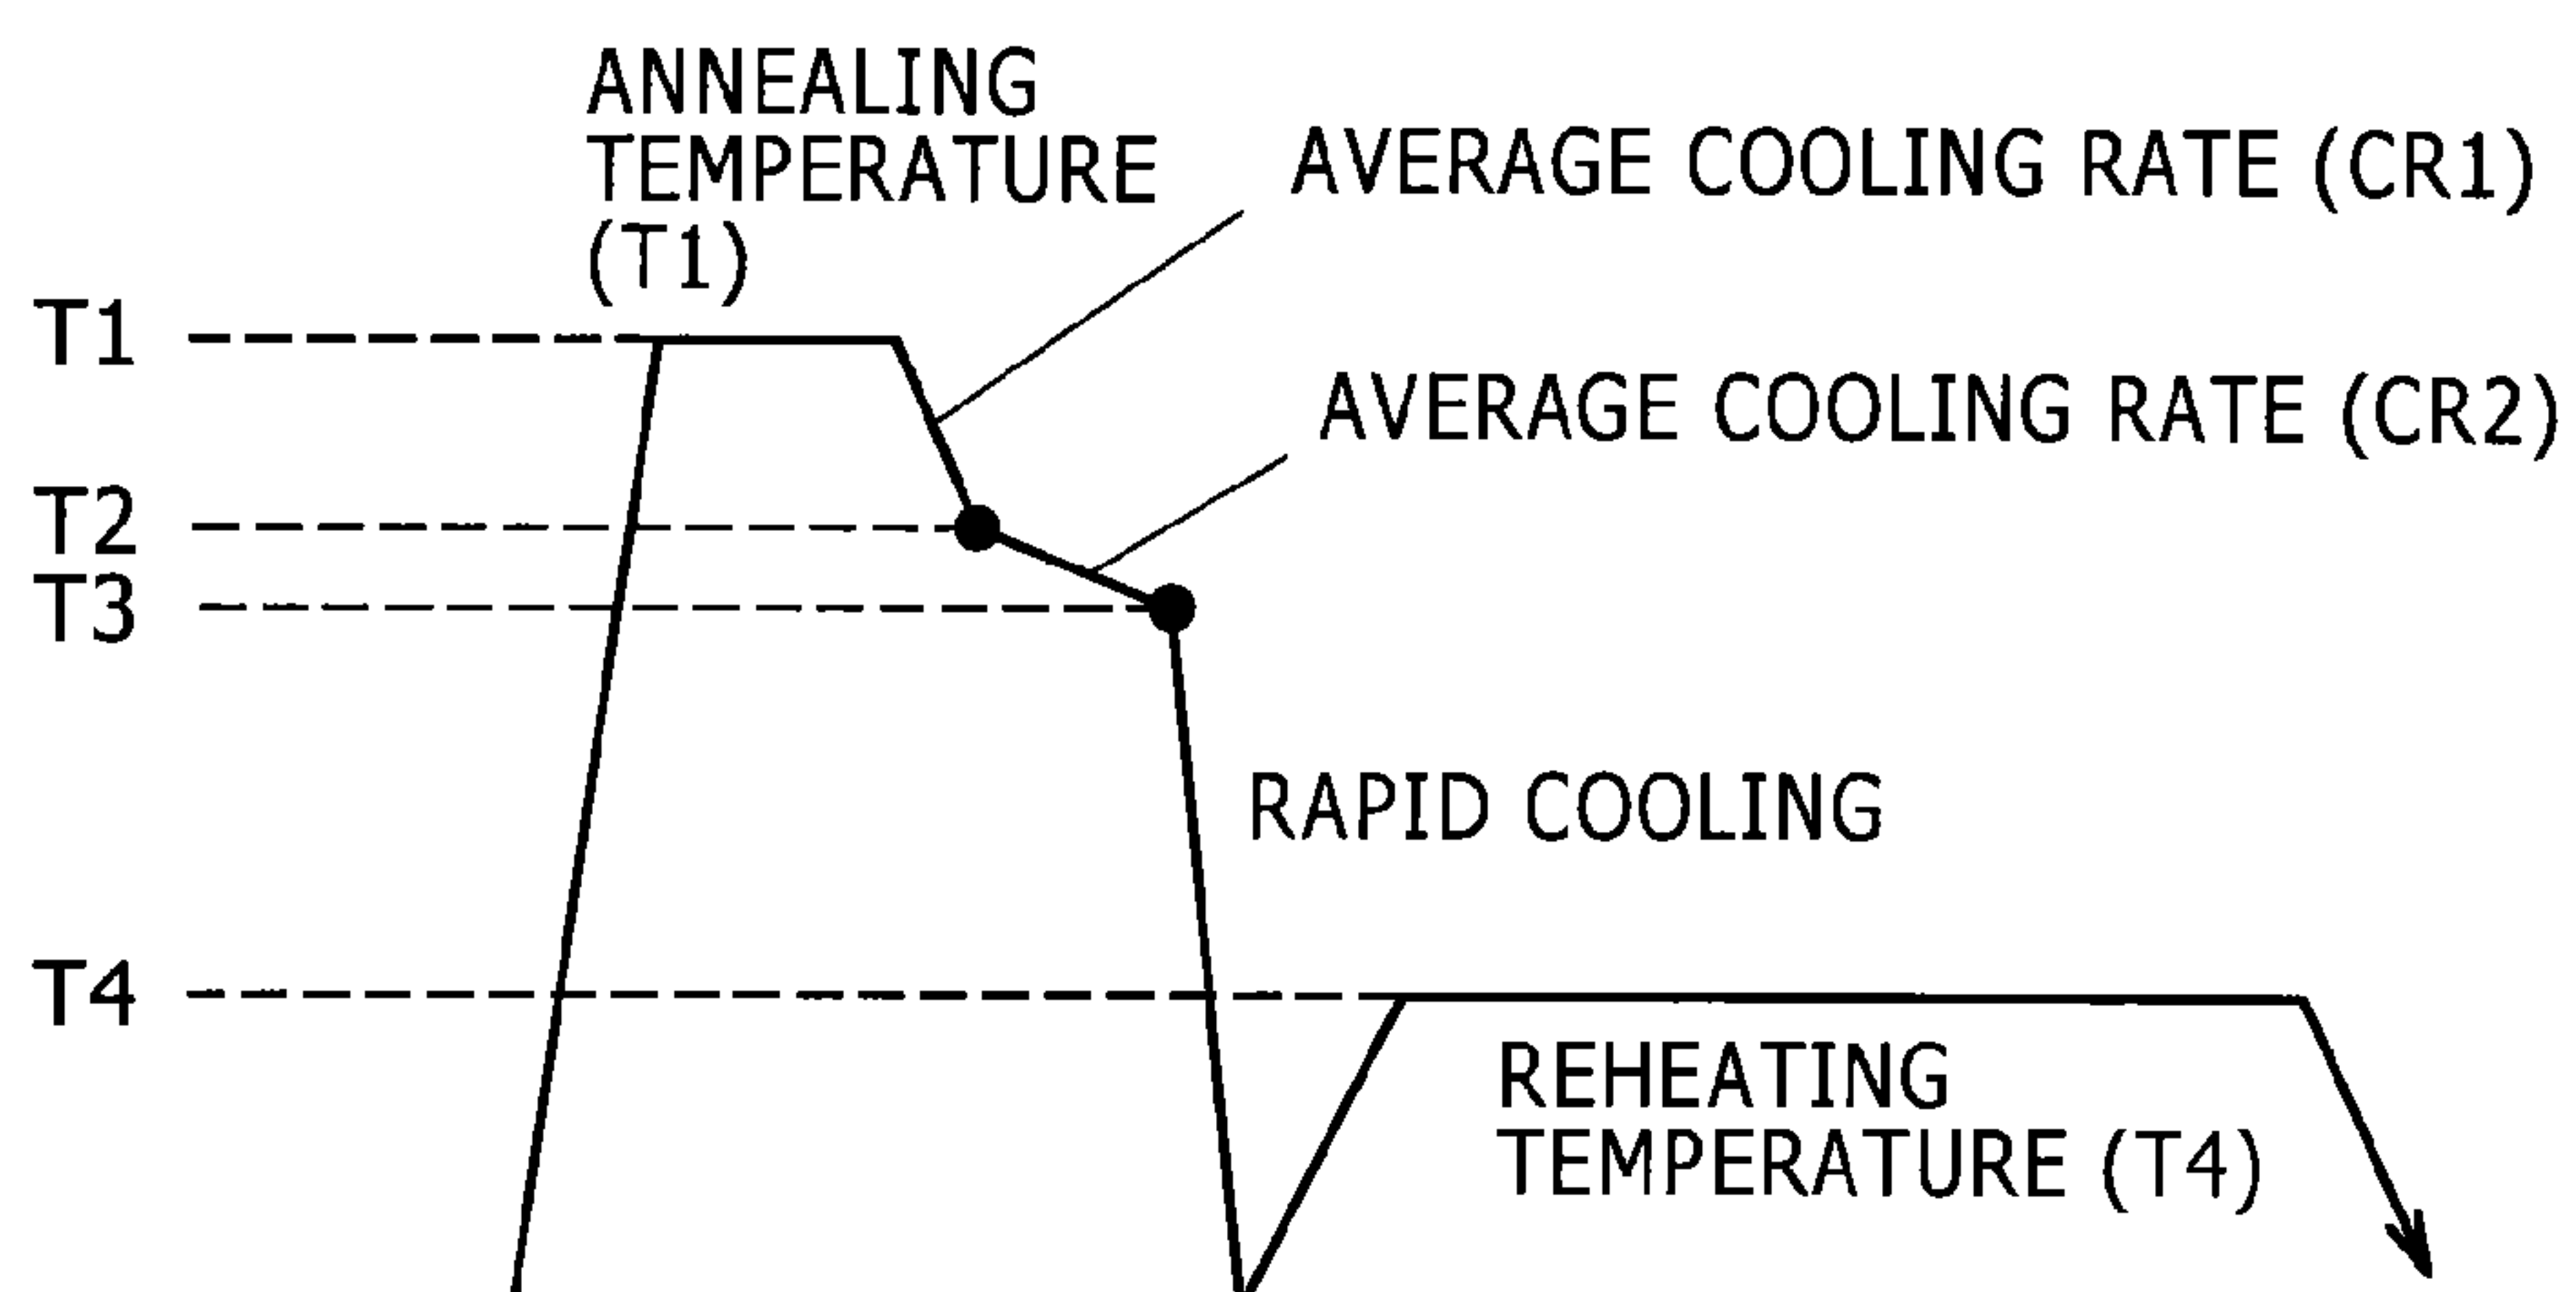 ANNEALING
TEMPERATURE
(T1)
AVERAGE COOLING RATE (CR1)
T1
AVERAGE COOLING RATE (CR2)
T2
T3
RAPID COOLING
T4
REHEATING
TEMPERATURE (T4)